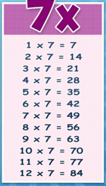 7x
1 x 7 = 7
2 x 7 = 14
3 x 7 = 21
4 x 7 = 28
5 x 7 = 35
6 x 7 = 42
7 x 7 = 49
8 x 7 = 56
9 x 7 = 63
10 x 7 = 70
11 x 7 = 77
12 x 7 = 84